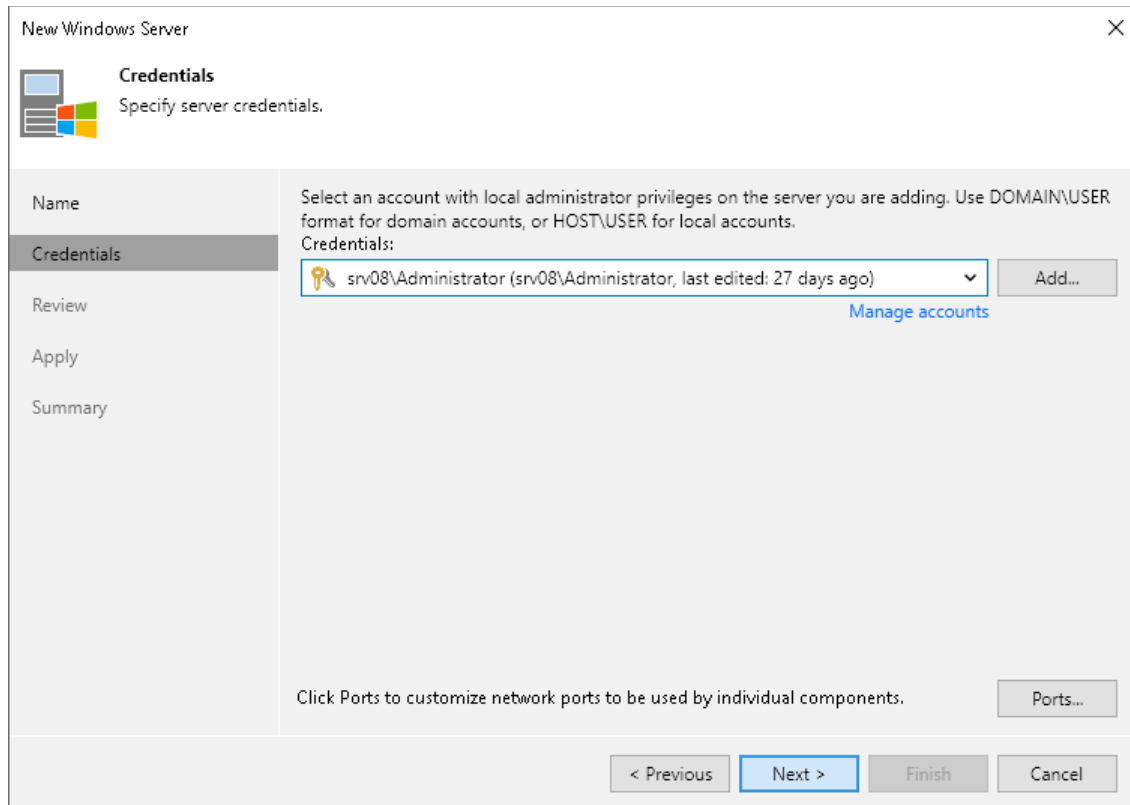 New Windows Server
Credentials
Specify server credentials.
Name
Credentials
Review
Apply
Summary
Select an account with local administrator privileges on the server you are adding. Use DOMAIN\USER
format for domain accounts, or HOST\USER for local accounts.
Credentials:
srv08\Administrator (srv08\Administrator, last edited: 27 days ago)
Add...
Manage accounts
Click Ports to customize network ports to be used by individual components.
Ports...
< Previous
Next >
Finish
Cancel